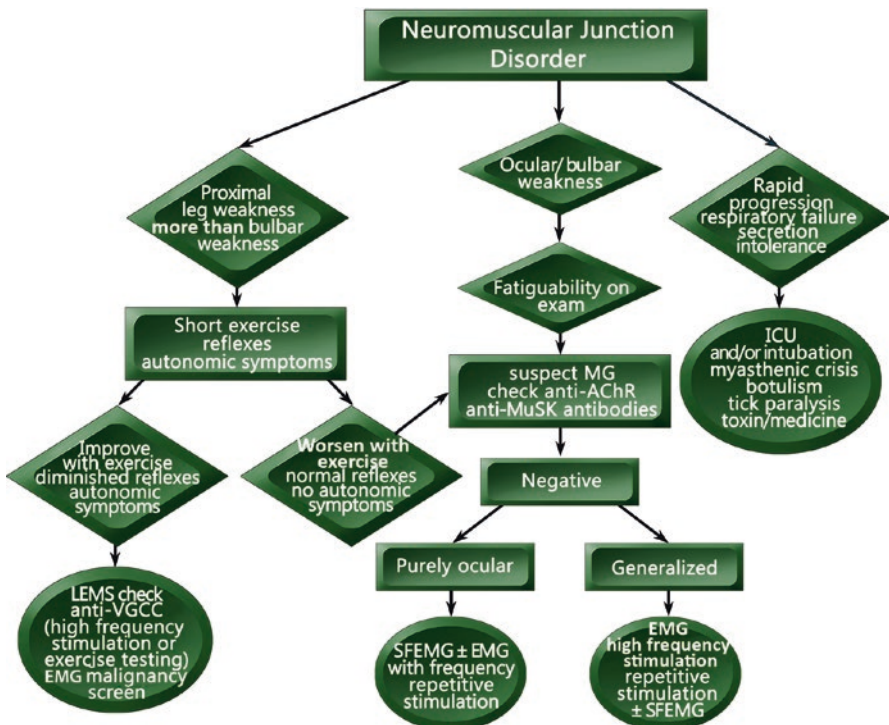 Neuromuscular Junction
Disorder
Proximal
leg weakness
more than bulbar
weakness
Ocular/bulbar
weakness
Rapid
progression
respiratory failure
secretion
intolerance
Fatiguability on
exam
Short exercise
reflexes
autonomic symptoms
suspect MG
check anti-AChR
anti-MuSK antibodies
ICU
and/or intubation
myasthenic crisis
botulism
tick paralysis
toxin/medicine
Improve
with exercise
diminished reflexes
autonomic
symptoms
Worsen with
exercise
normal reflexes
no autonomic
symptoms
Negative
Purely ocular
Generalized
LEMS check
anti-VGCC
(high frequency
stimulation or
exercise testing)
EMG malignancy
screen
SFEMG ± EMG
with frequency
repetitive
stimulation
EMG
high frequency
stimulation
repetitive
stimulation
± SFEMG